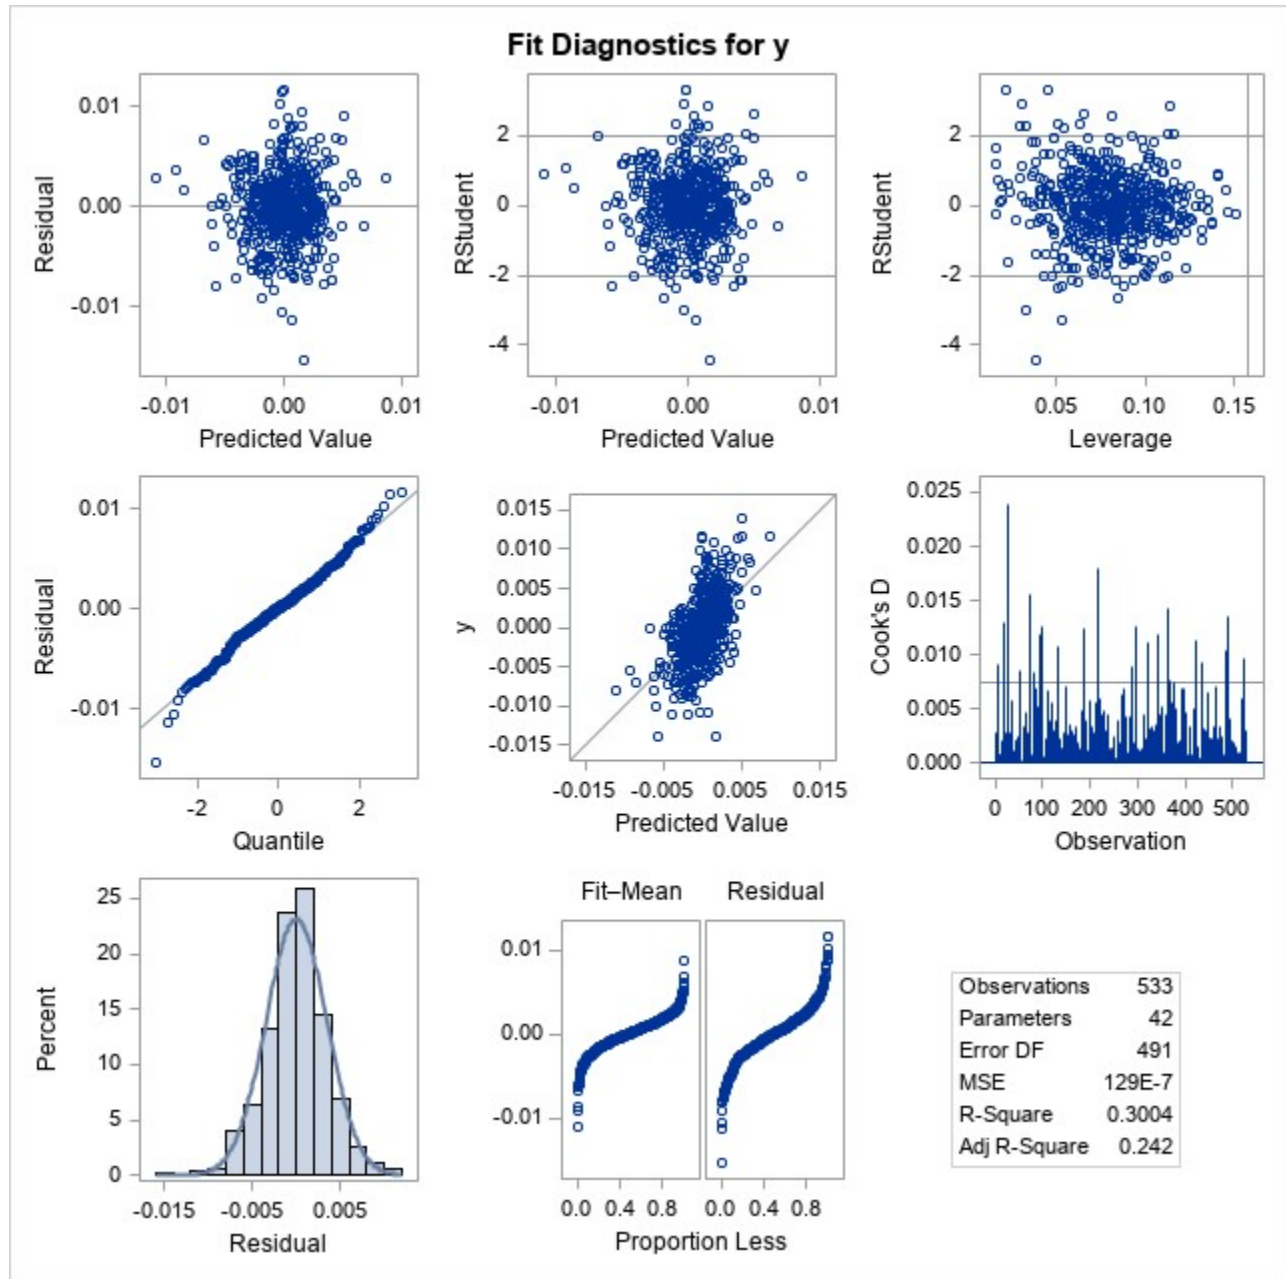 Fit Diagnostics for y
Residual
0.01
0.00
-0.01
-0.01 0.00 0.01
Predicted Value
RStudent
2
0
-2
-4
-0.01 0.00 0.01
Predicted Value
RStudent
2
0
-2
-4
0.05 0.10 0.15
Leverage
Residual
0.01
0.00
-0.01
-2 0 2
Quantile
y
0.015
0.010
0.005
0.000
-0.005
-0.010
-0.015
-0.015 -0.005 0.005 0.015
Predicted Value
Cook's D
0.025
0.020
0.015
0.010
0.005
0.000
0 100 200 300 400 500
Observation
Percent
25
20
15
10
5
0
-0.015 -0.005 0.005
Residual
Fit–Mean Residual
0.01
0.00
-0.01
0.0 0.4 0.8 0.0 0.4 0.8
Proportion Less
Observations 533
Parameters 42
Error DF 491
MSE 129E-7
R-Square 0.3004
Adj R-Square 0.242